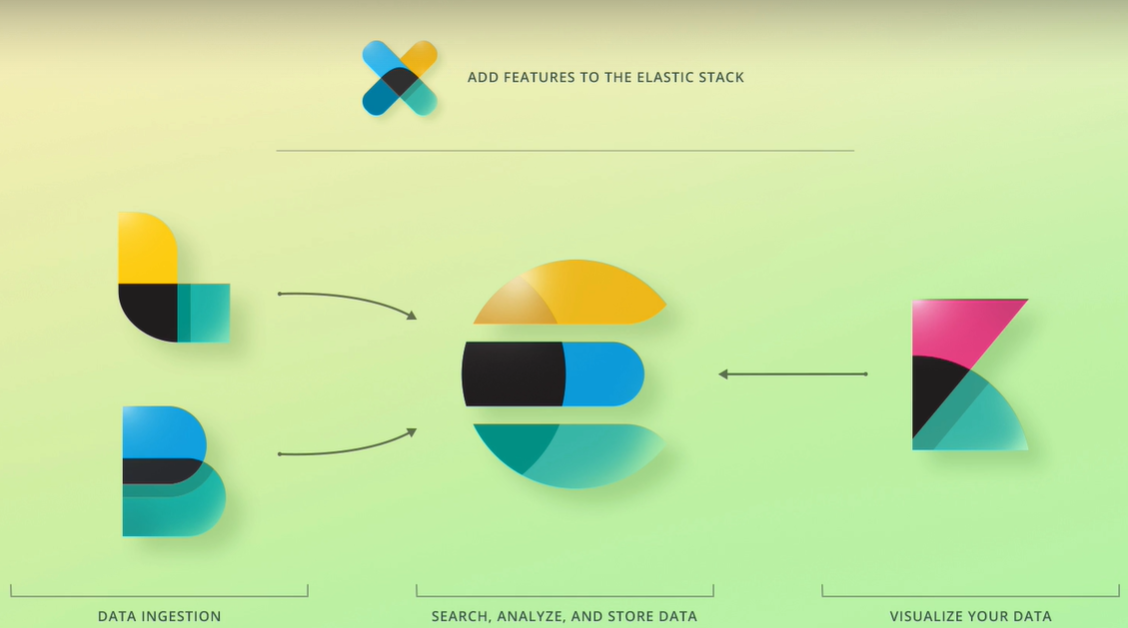 ADD FEATURES TO THE ELASTIC STACK
DATA INGESTION
SEARCH, ANALYZE, AND STORE DATA
VISUALIZE YOUR DATA